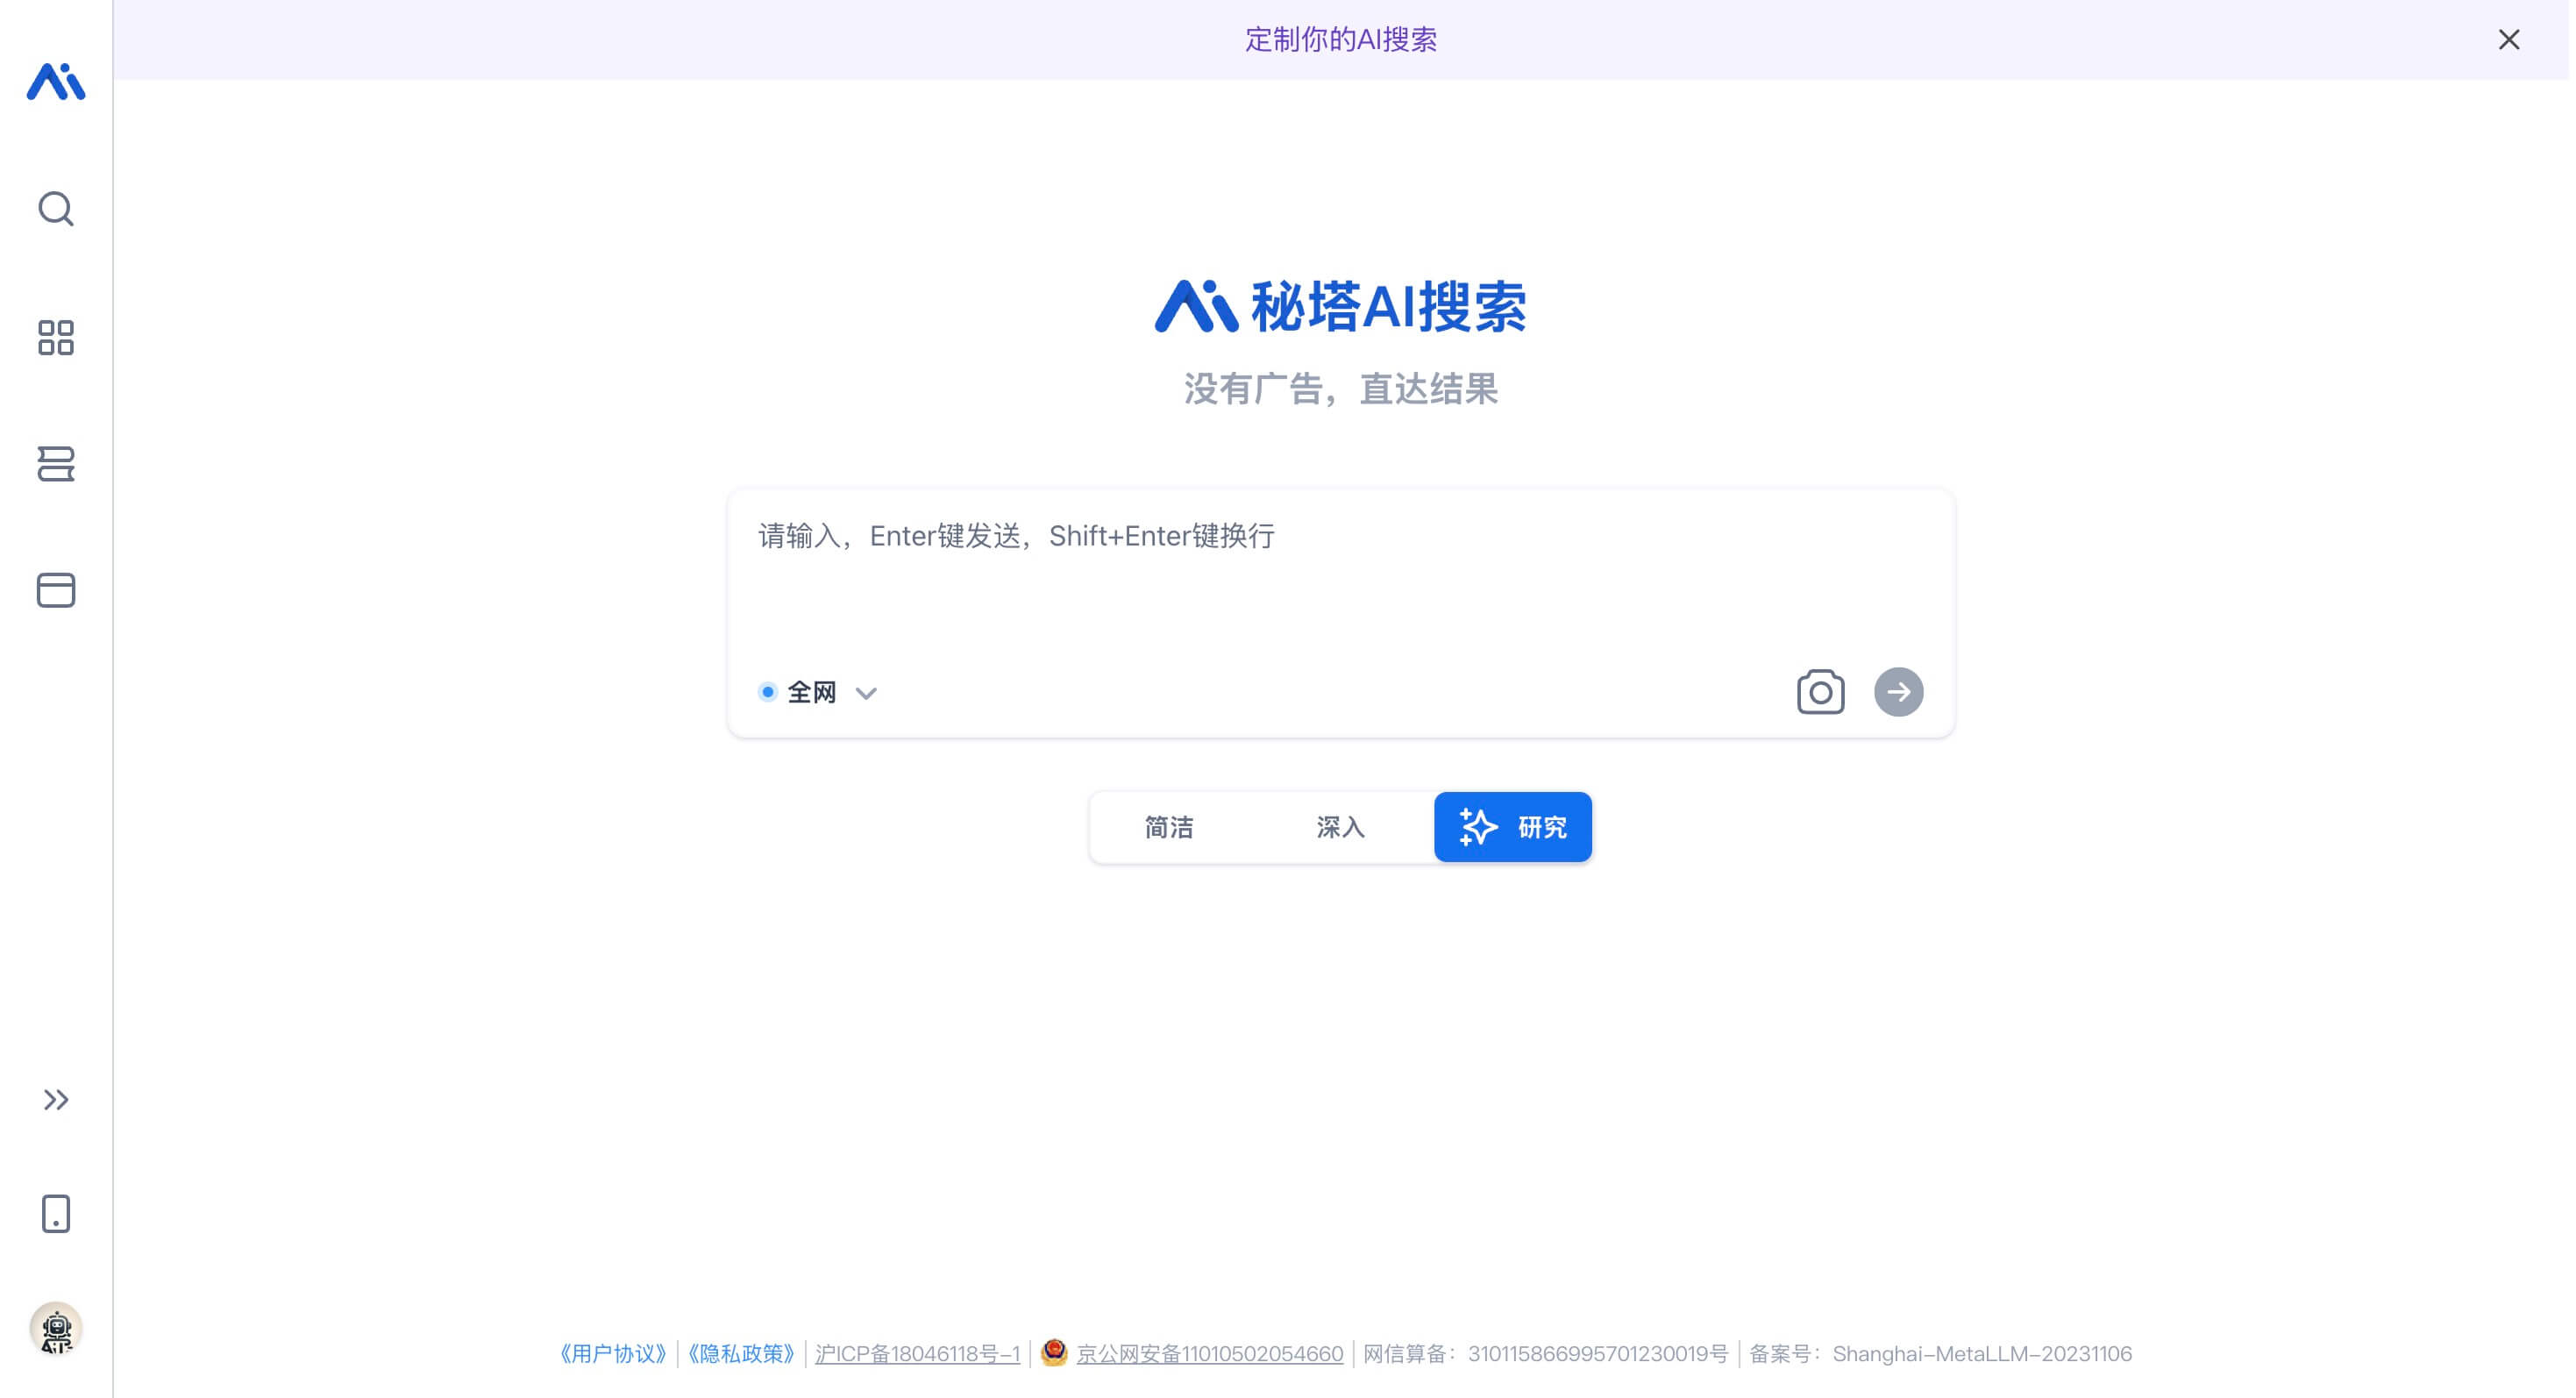 定制你的AI搜索
秘塔AI搜索
没有广告，直达结果
请输入，Enter键发送，Shift+Enter键换行
全网
简洁 深入 研究
《用户协议》|《隐私政策》| 沪ICP备18046118号-1 | 京公网安备11010502054660 | 网信算备：310115866995701230019号 | 备案号：Shanghai-MetaLLM-20231106